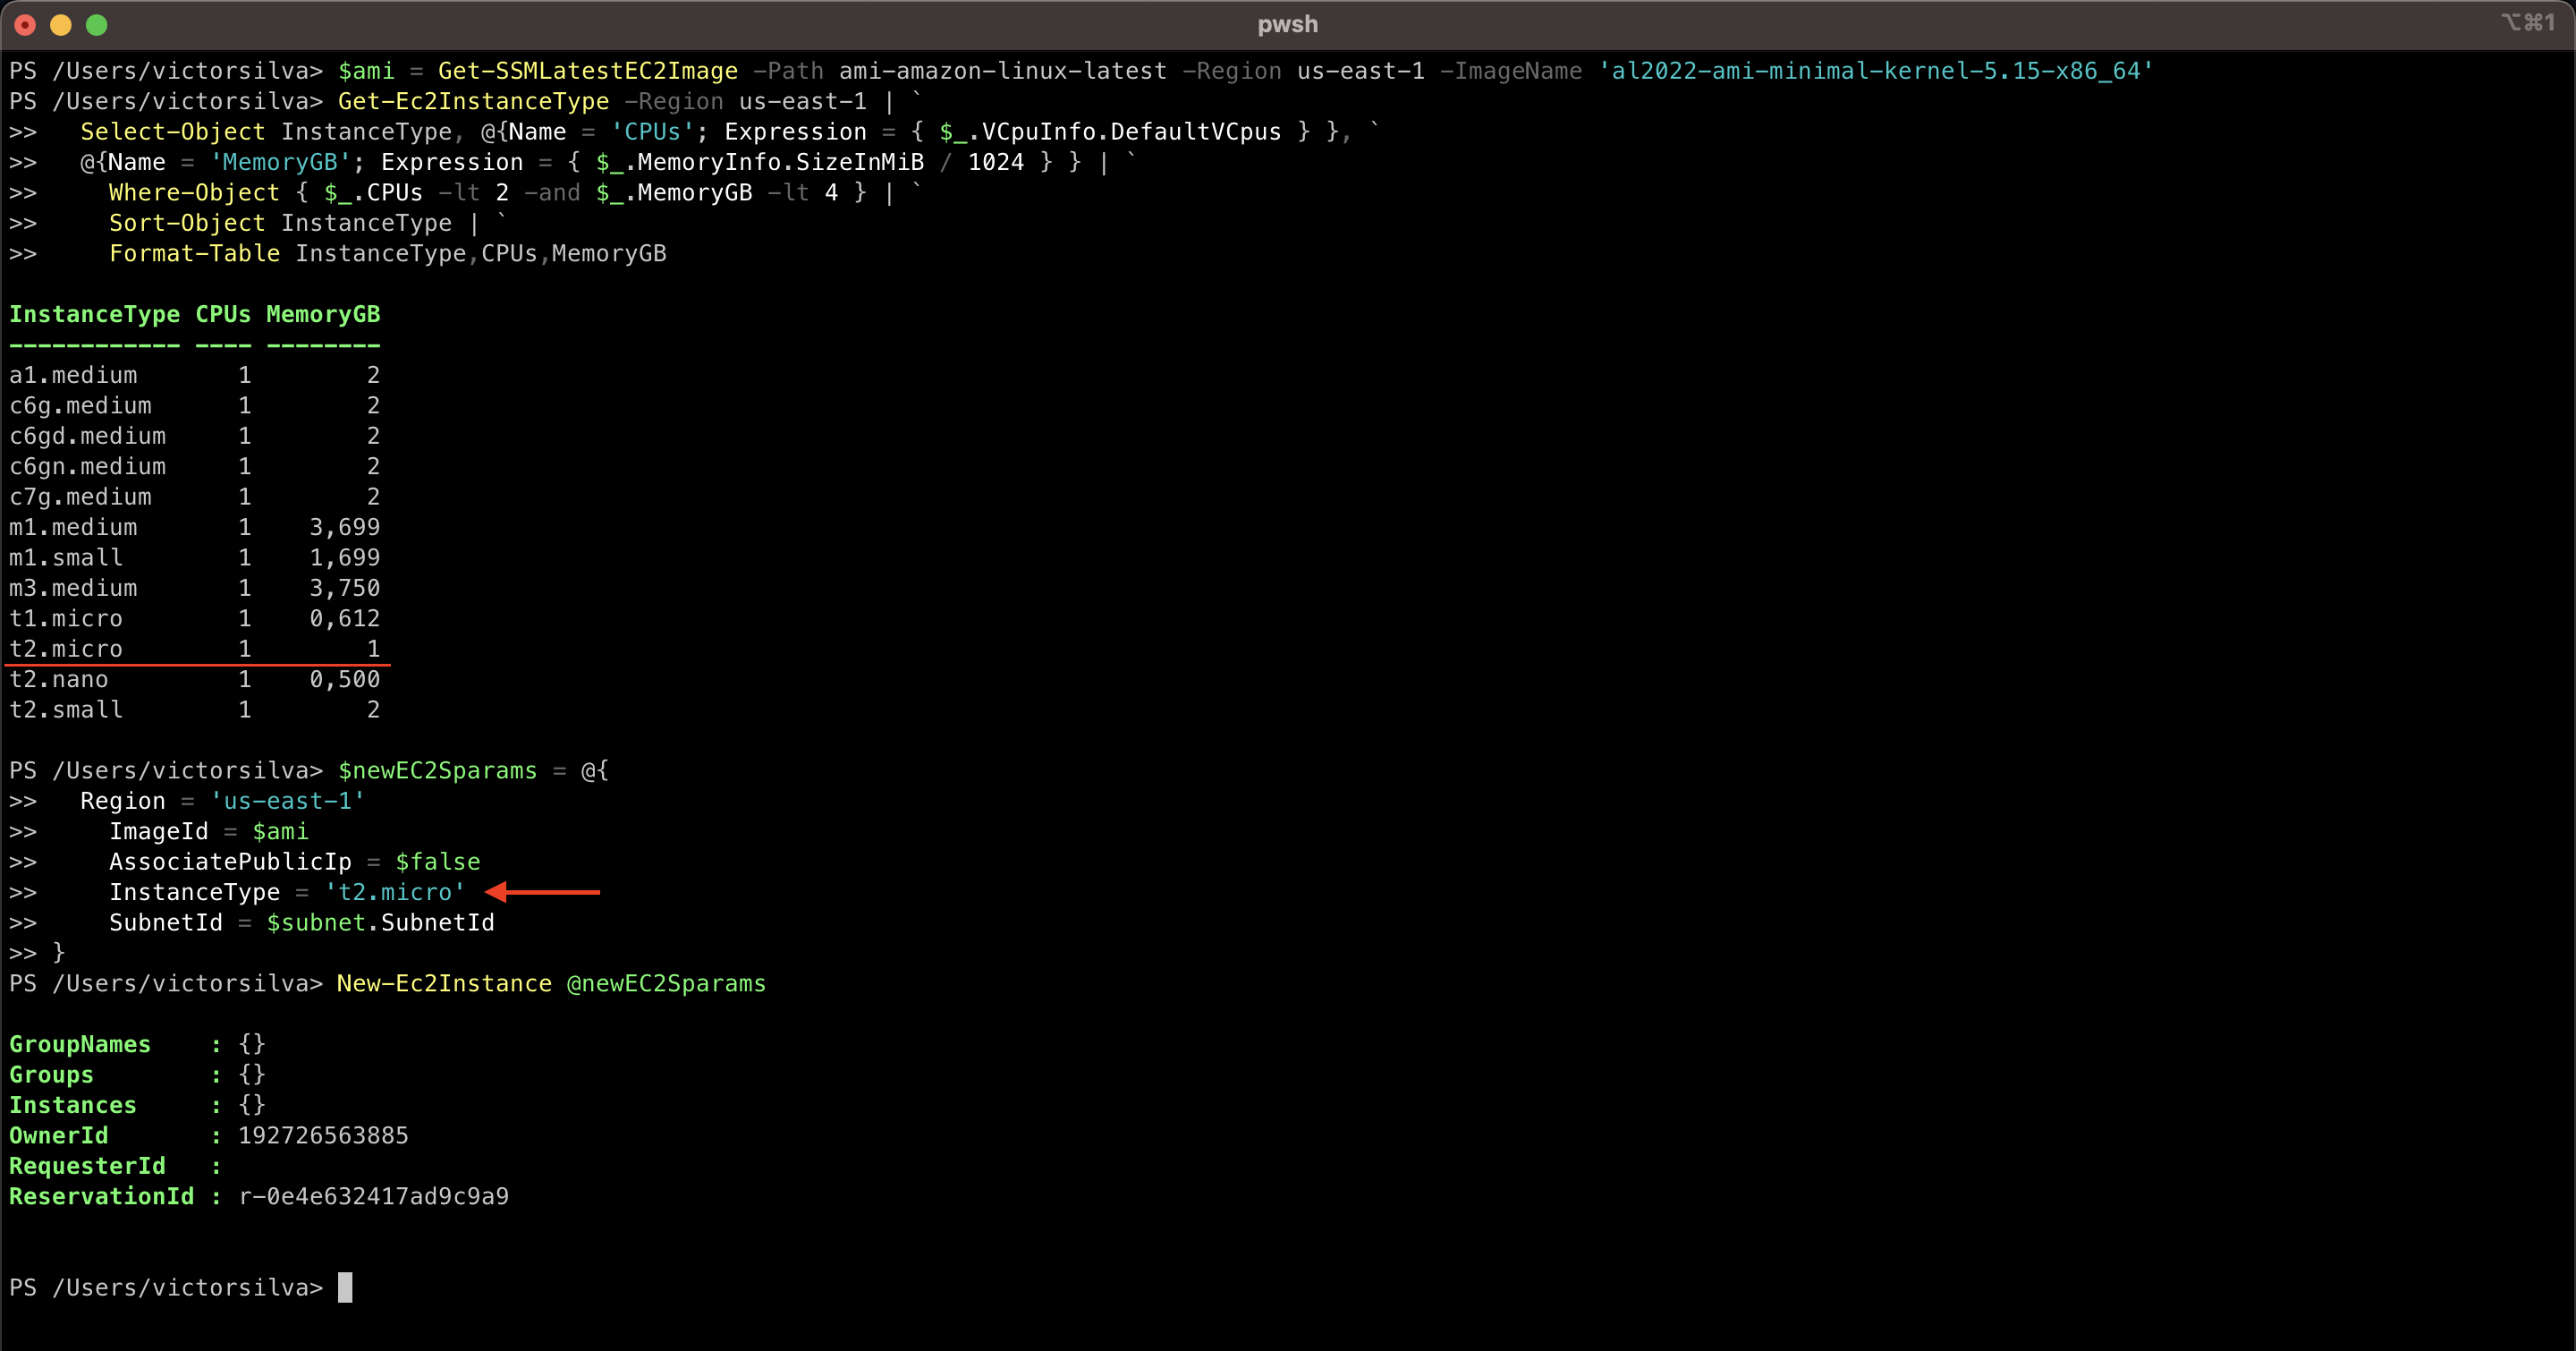 pwsh
⌥⌘1
PS /Users/victorsilva> $ami = Get-SSMLatestEC2Image -Path ami-amazon-linux-latest -Region us-east-1 -ImageName 'al2022-ami-minimal-kernel-5.15-x86_64'
PS /Users/victorsilva> Get-Ec2InstanceType -Region us-east-1 | `
>>   Select-Object InstanceType, @{Name = 'CPUs'; Expression = { $_.VCpuInfo.DefaultVCpus } }, `
>>   @{Name = 'MemoryGB'; Expression = { $_.MemoryInfo.SizeInMiB / 1024 } } | `
>>     Where-Object { $_.CPUs -lt 2 -and $_.MemoryGB -lt 4 } | `
>>     Sort-Object InstanceType | `
>>     Format-Table InstanceType,CPUs,MemoryGB
InstanceType CPUs MemoryGB
------------ ---- --------
a1.medium       1        2
c6g.medium      1        2
c6gd.medium     1        2
c6gn.medium     1        2
c7g.medium      1        2
m1.medium       1    3,699
m1.small        1    1,699
m3.medium       1    3,750
t1.micro        1    0,612
t2.micro        1        1
t2.nano         1    0,500
t2.small        1        2
PS /Users/victorsilva> $newEC2Sparams = @{
>>   Region = 'us-east-1'
>>     ImageId = $ami
>>     AssociatePublicIp = $false
>>     InstanceType = 't2.micro'
>>     SubnetId = $subnet.SubnetId
>> }
PS /Users/victorsilva> New-Ec2Instance @newEC2Sparams
GroupNames    : {}
Groups        : {}
Instances     : {}
OwnerId       : 192726563885
RequesterId   :
ReservationId : r-0e4e632417ad9c9a9
PS /Users/victorsilva>